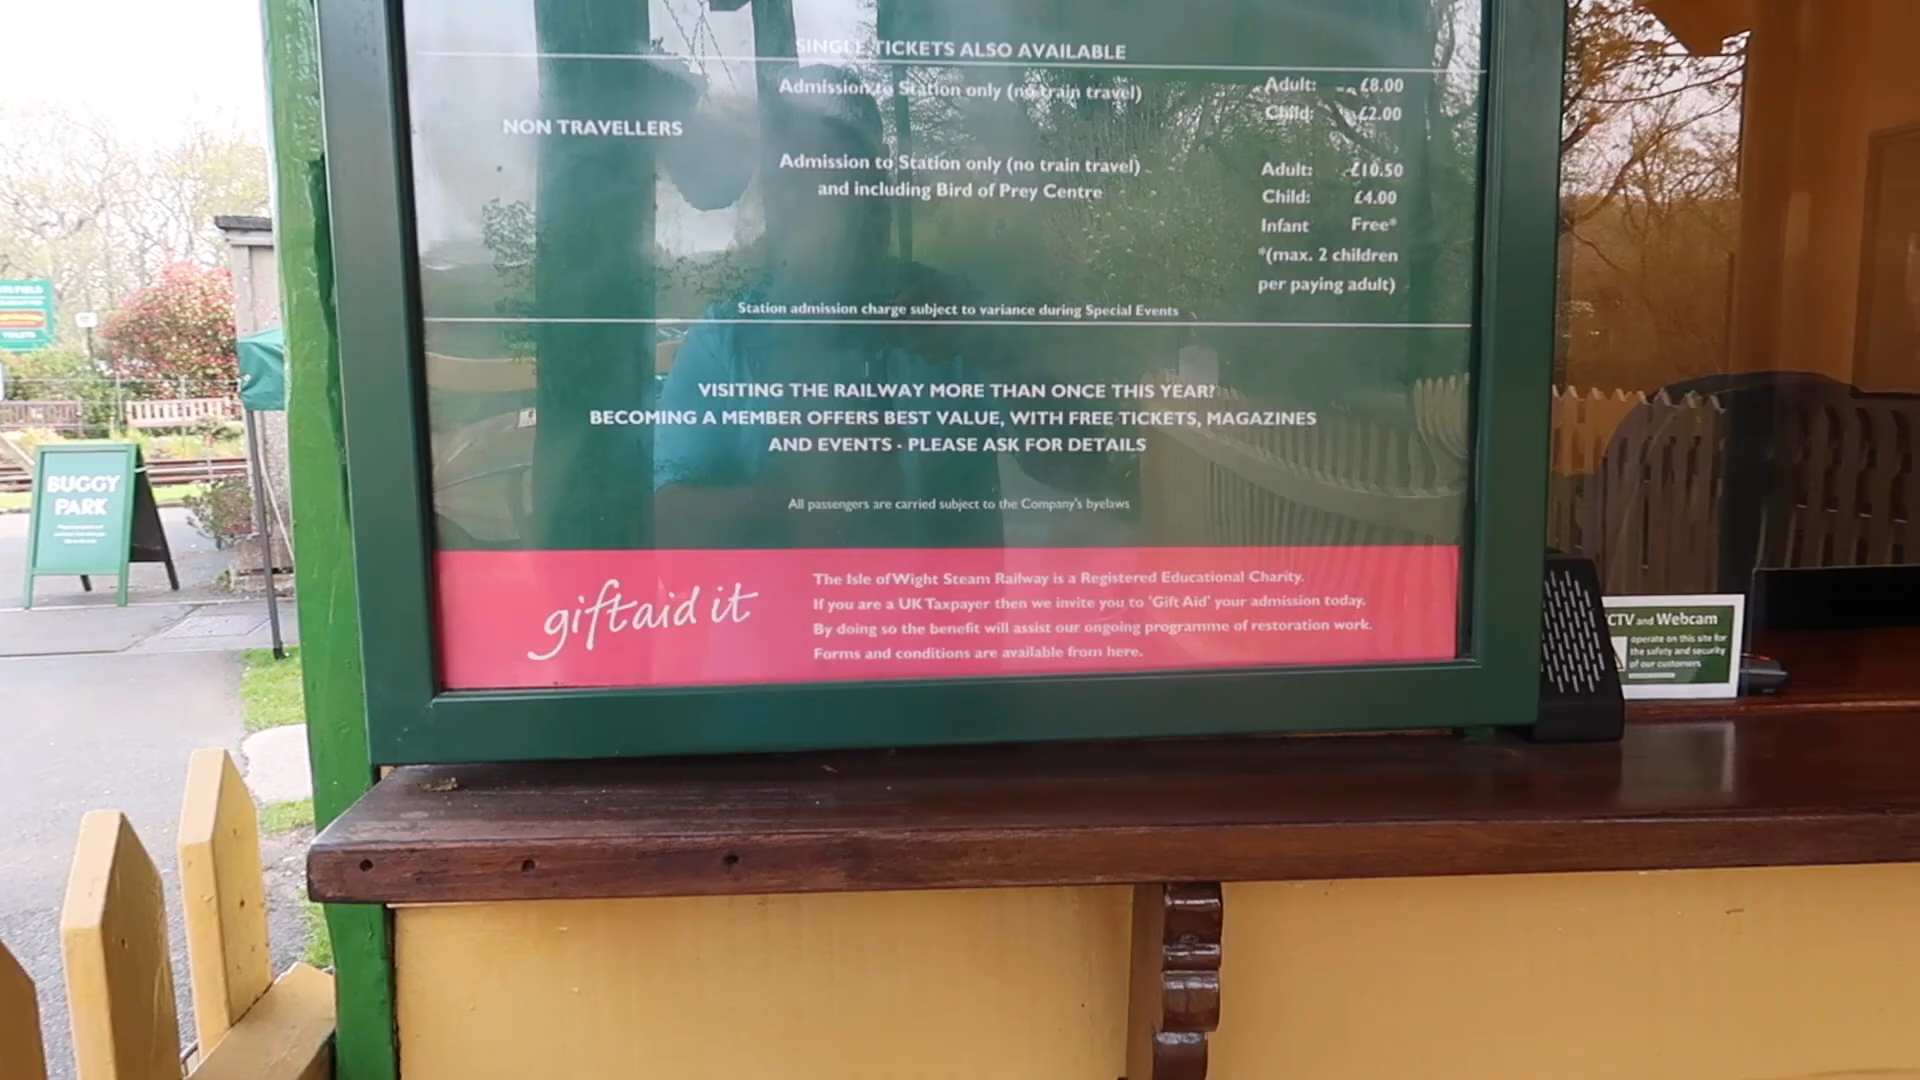 SINGLE TICKETS ALSO AVAILABLE
Admission to Station only (no train travel) Adult: £8.00
Child: £2.00
NON TRAVELLERS
Admission to Station only (no train travel) Adult: £10.50
and including Bird of Prey Centre Child: £4.00
Infant Free*
*(max. 2 children
per paying adult)
Station admission charge subject to variance during Special Events
VISITING THE RAILWAY MORE THAN ONCE THIS YEAR?
BECOMING A MEMBER OFFERS BEST VALUE, WITH FREE TICKETS, MAGAZINES
AND EVENTS - PLEASE ASK FOR DETAILS
All passengers are carried subject to the Company's byelaws
giftaid it
The Isle of Wight Steam Railway is a Registered Educational Charity.
If you are a UK Taxpayer then we invite you to 'Gift Aid' your admission today.
By doing so the benefit will assist our ongoing programme of restoration work.
Forms and conditions are available from here.
BUGGY
PARK
CTV and Webcam
operate on this site for
the safety and security
of our customers
TOILETS